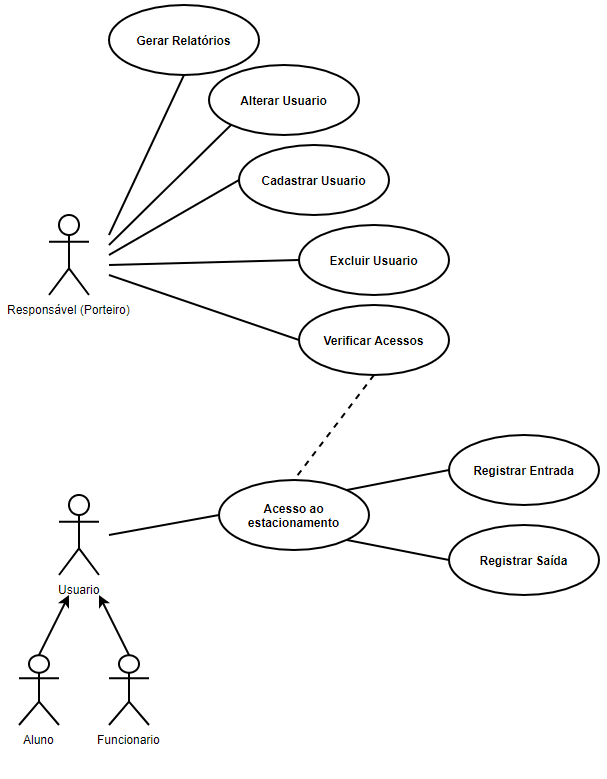 Gerar Relatórios
Alterar Usuario
Cadastrar Usuario
Excluir Usuario
Responsável (Porteiro)
Verificar Acessos
Registrar Entrada
Acesso ao
estacionamento
Registrar Saída
Usuario
Aluno
Funcionario